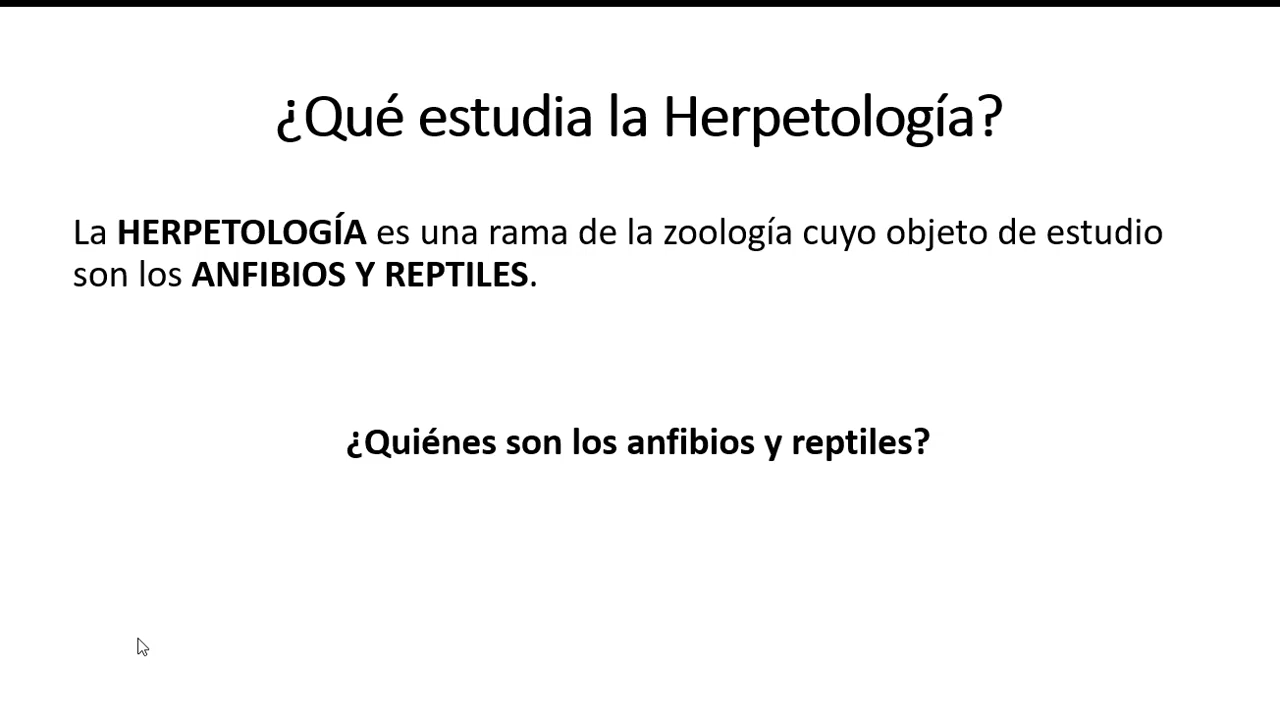 ¿Qué estudia la Herpetología?
La HERPETOLOGÍA es una rama de la zoología cuyo objeto de estudio
son los ANFIBIOS Y REPTILES.
¿Quiénes son los anfibios y reptiles?